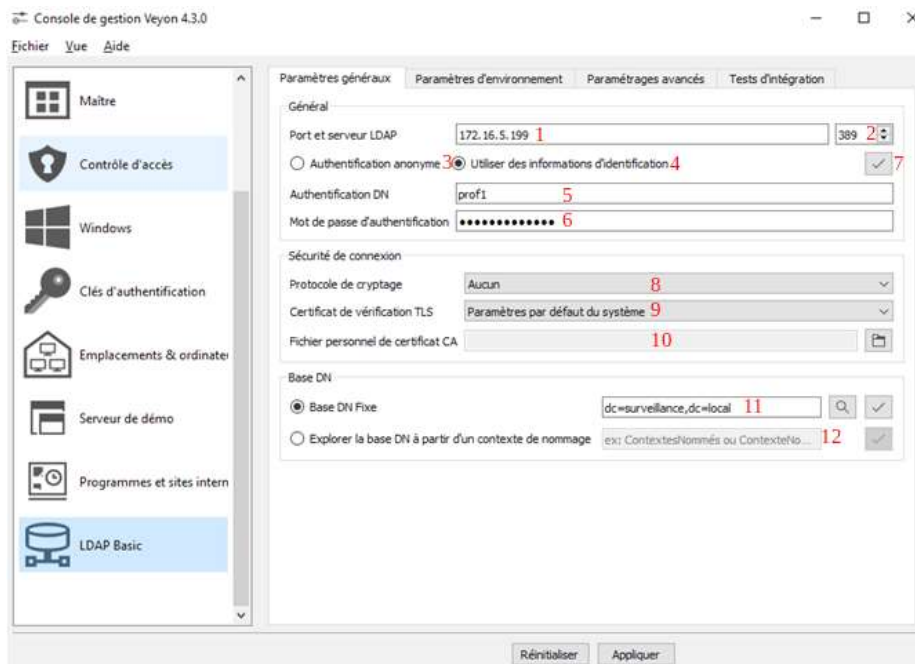 Console de gestion Veyon 4.3.0
Fichier Vue Aide
Maître
Contrôle d'accès
Windows
Clés d'authentification
Emplacements & ordinate
Serveur de démo
Programmes et sites intern
LDAP Basic
Paramètres généraux Paramètres d'environnement Paramétrages avancés Tests d'intégration
Général
Port et serveur LDAP 172.16.5.199 1 389 2
Authentification anonyme 3 Utiliser des informations d'identification 4 7
Authentification DN prof1 5
Mot de passe d'authentification ●●●●●●●●●●●●● 6
Sécurité de connexion
Protocole de cryptage Aucun 8
Certificat de vérification TLS Paramètres par défaut du système 9
Fichier personnel de certificat CA 10
Base DN
Base DN Fixe dc=surveillance,dc=local 11
Explorer la base DN à partir d'un contexte de nommage ex: ContextesNommés ou ContexteNo... 12
Réinitialiser Appliquer